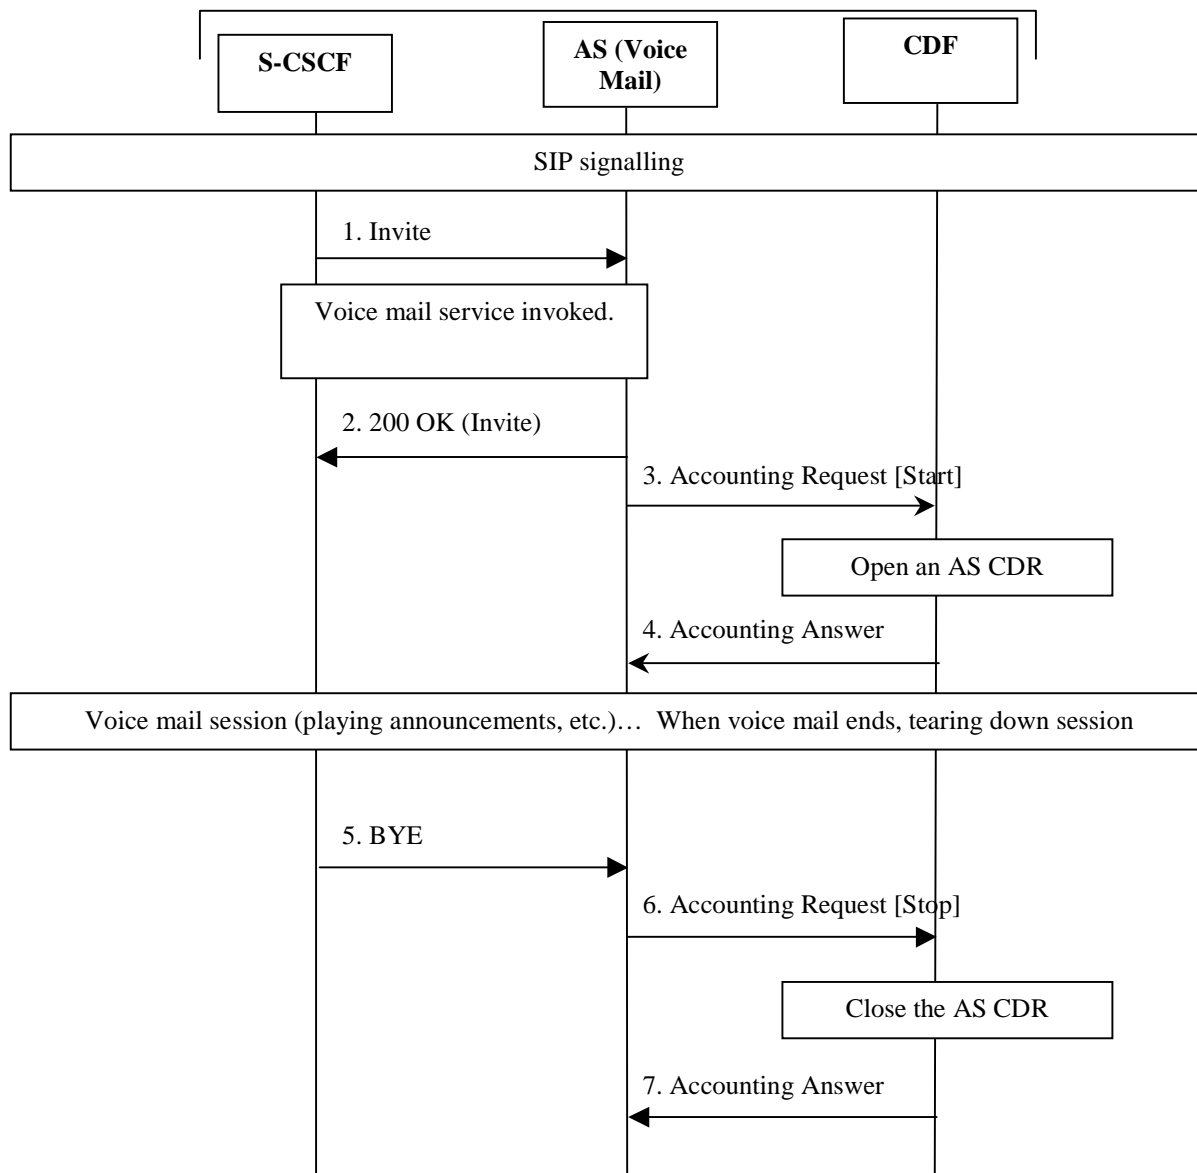 S-CSCF
AS (Voice
Mail)
CDF
SIP signalling
1. Invite
Voice mail service invoked.
2. 200 OK (Invite)
3. Accounting Request [Start]
Open an AS CDR
4. Accounting Answer
Voice mail session (playing announcements, etc.)… When voice mail ends, tearing down session
5. BYE
6. Accounting Request [Stop]
Close the AS CDR
7. Accounting Answer